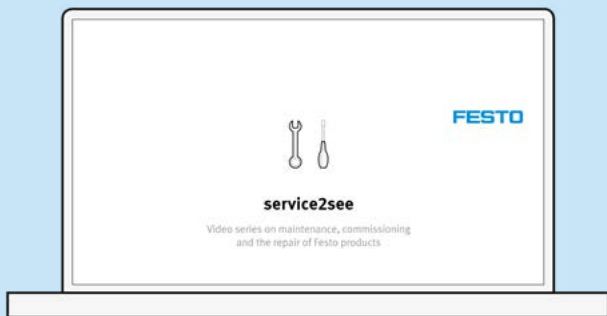 FESTO
service2see
Video series on maintenance, commissioning
and the repair of Festo products